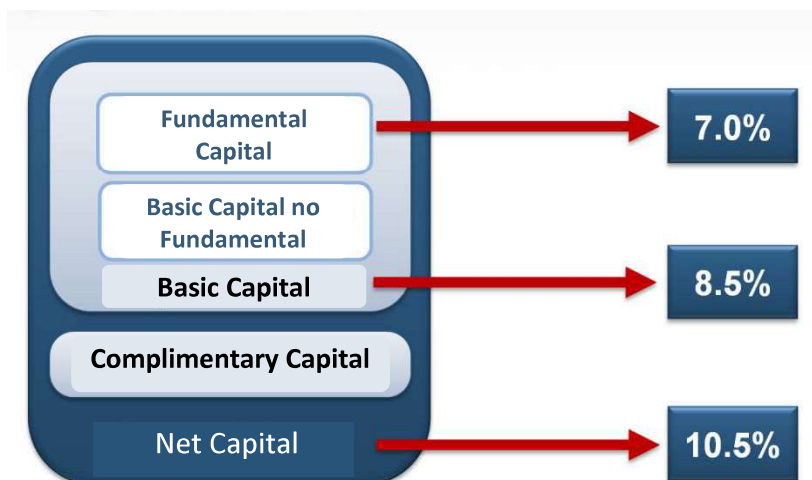 Fundamental
Capital
7.0%
Basic Capital no
Fundamental
Basic Capital
8.5%
Complimentary Capital
Net Capital
10.5%